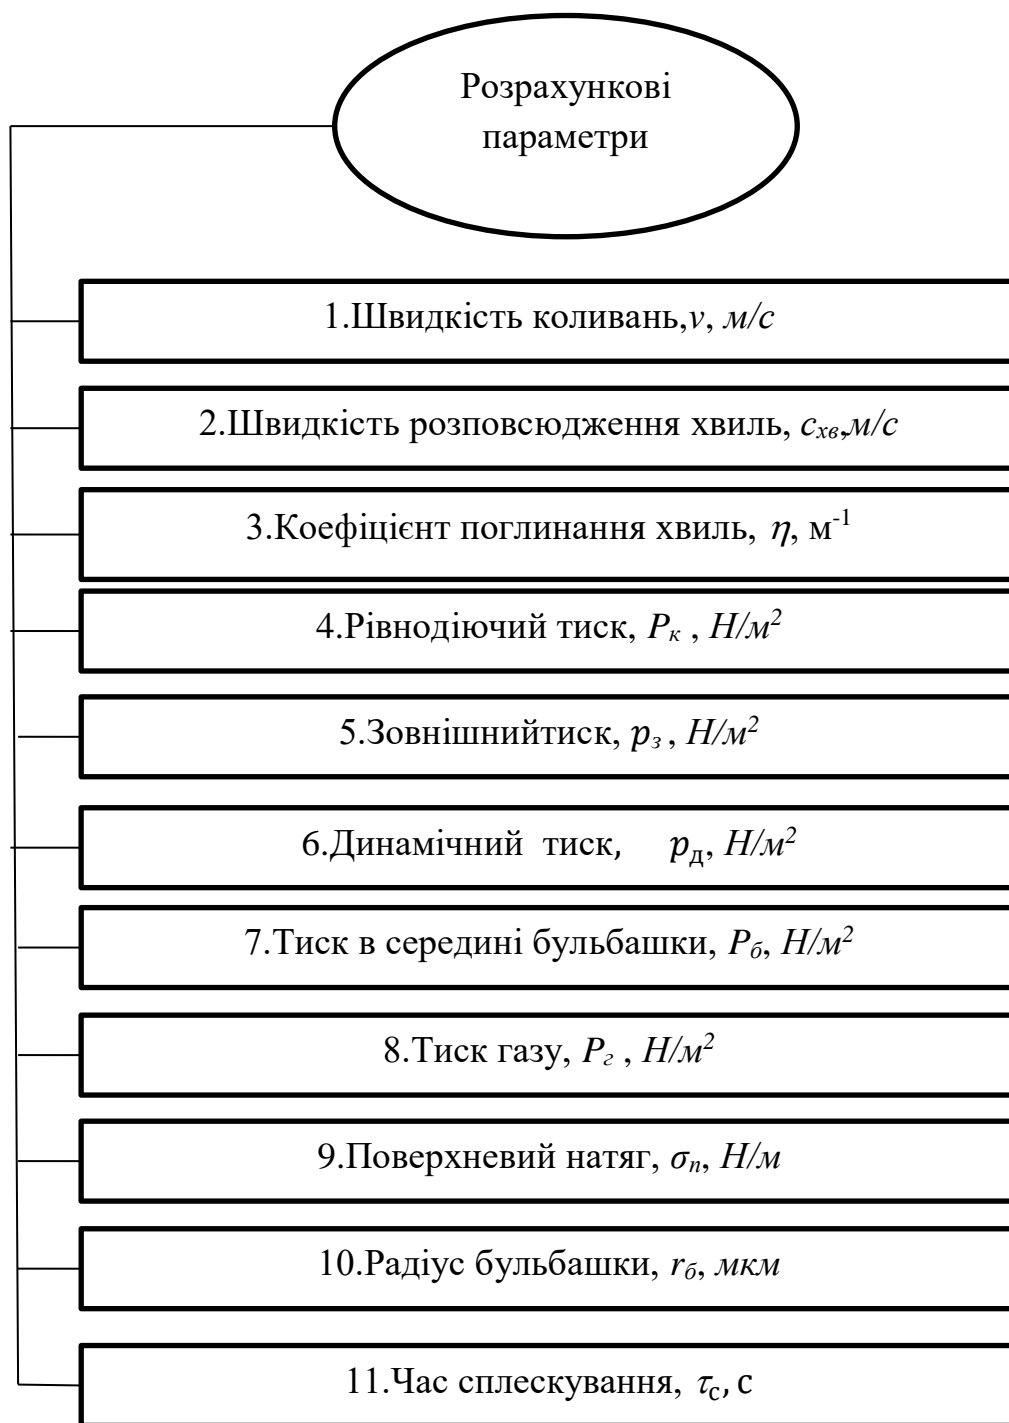 Розрахункові
параметри
1.Швидкість коливань,v, м/с
2.Швидкість розповсюдження хвиль, cхв,м/с
3.Коефіцієнт поглинання хвиль, η, м⁻¹
4.Рівнодіючий тиск, Pк , Н/м²
5.Зовнішнийтиск, pз , Н/м²
6.Динамічний тиск, pд, Н/м²
7.Тиск в середині бульбашки, Pб, Н/м²
8.Тиск газу, Pг , Н/м²
9.Поверхневий натяг, σп, Н/м
10.Радіус бульбашки, rб, мкм
11.Час сплескування, τс, с